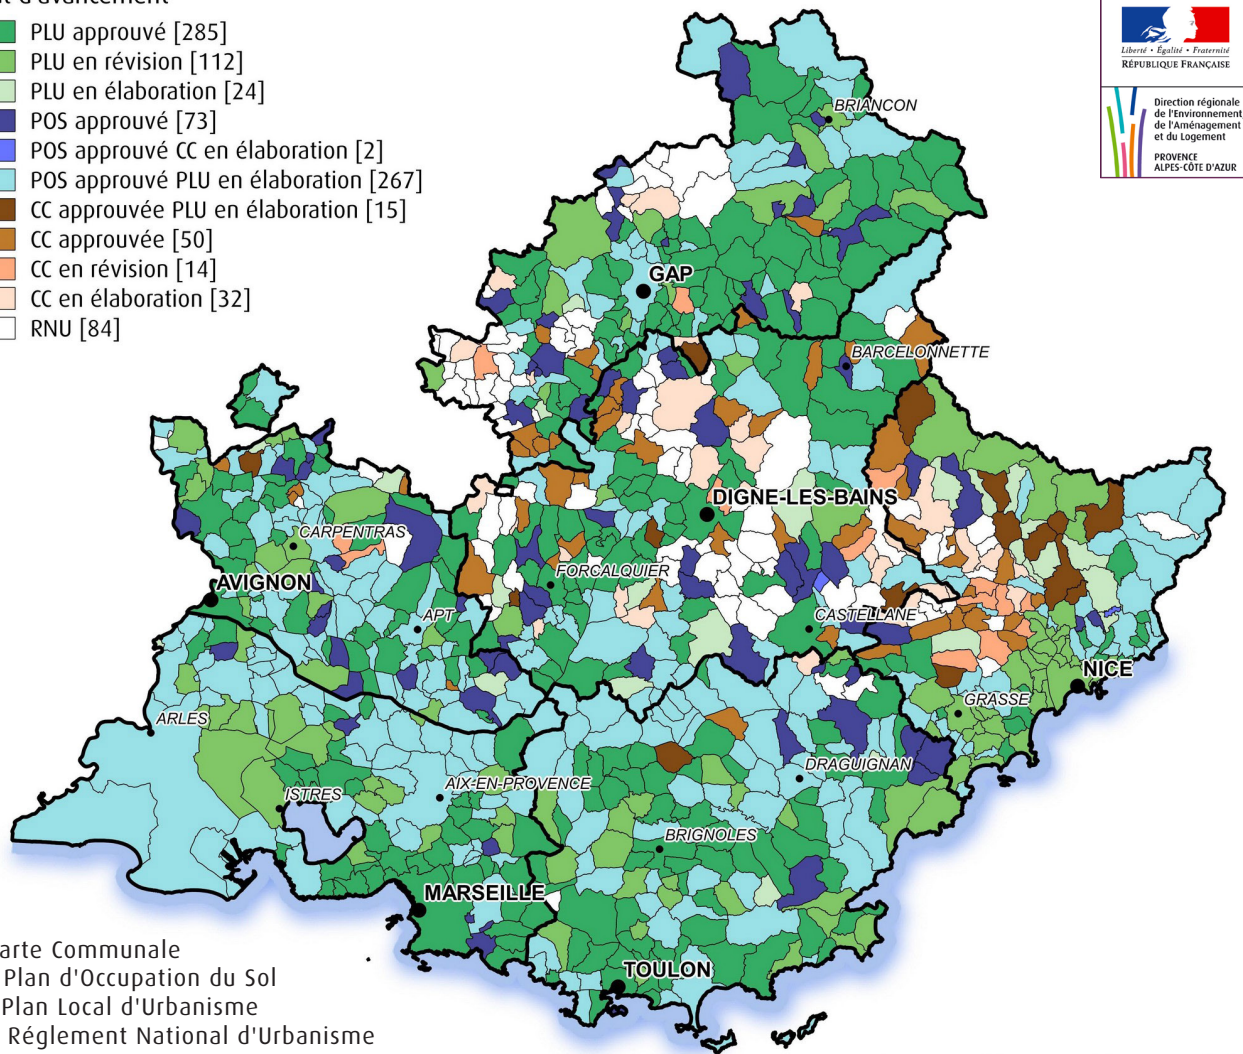 d'avancement
PLU approuvé [285]
PLU en révision [112]
PLU en élaboration [24]
POS approuvé [73]
POS approuvé CC en élaboration [2]
POS approuvé PLU en élaboration [267]
CC approuvée PLU en élaboration [15]
CC approuvée [50]
CC en révision [14]
CC en élaboration [32]
RNU [84]
Liberté • Égalité • Fraternité
RÉPUBLIQUE FRANÇAISE
Direction régionale
de l'Environnement,
de l'Aménagement
et du Logement
PROVENCE
ALPES-CÔTE D'AZUR
BRIANCON
GAP
BARCELONNETTE
DIGNE-LES-BAINS
CARPENTRAS
FORCALQUIER
AVIGNON
APT
CASTELLANE
NICE
GRASSE
ARLES
DRAGUIGNAN
AIX-EN-PROVENCE
ISTRES
BRIGNOLES
MARSEILLE
TOULON
arte Communale
Plan d'Occupation du Sol
Plan Local d'Urbanisme
Réglement National d'Urbanisme